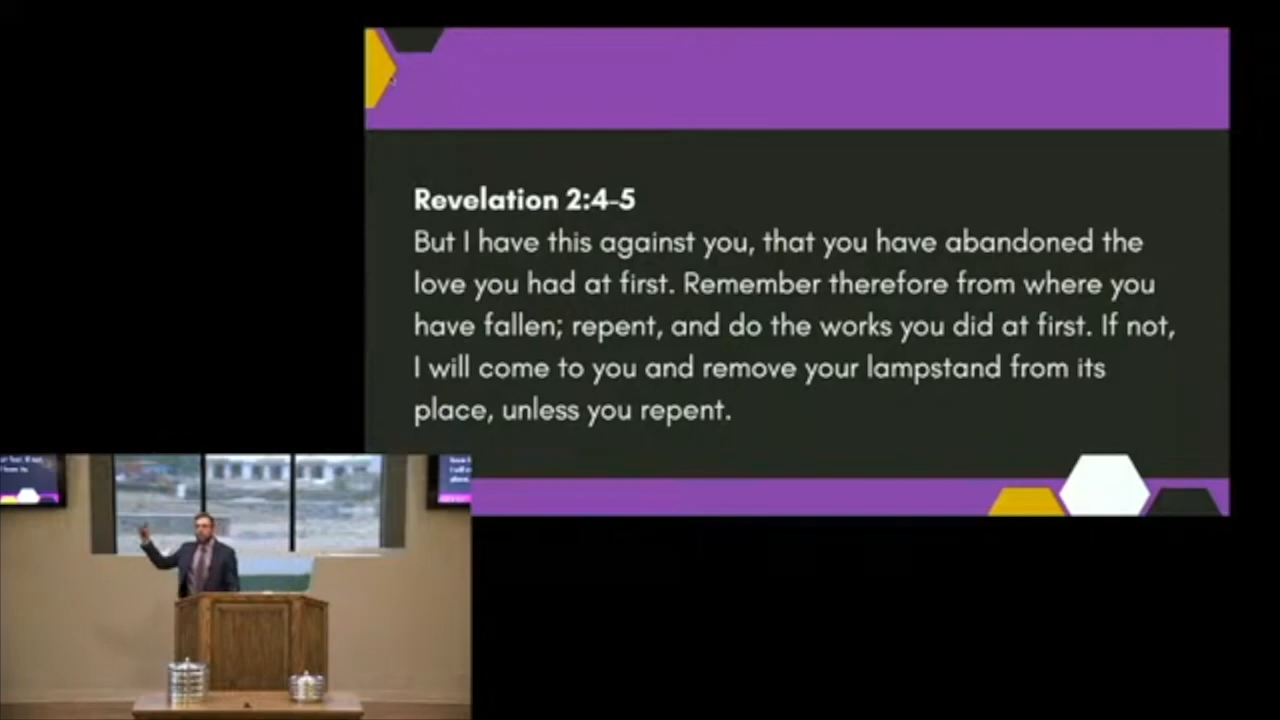 Revelation 2:4-5
But I have this against you, that you have abandoned the
love you had at first. Remember therefore from where you
have fallen; repent, and do the works you did at first. If not,
I will come to you and remove your lampstand from its
place, unless you repent.